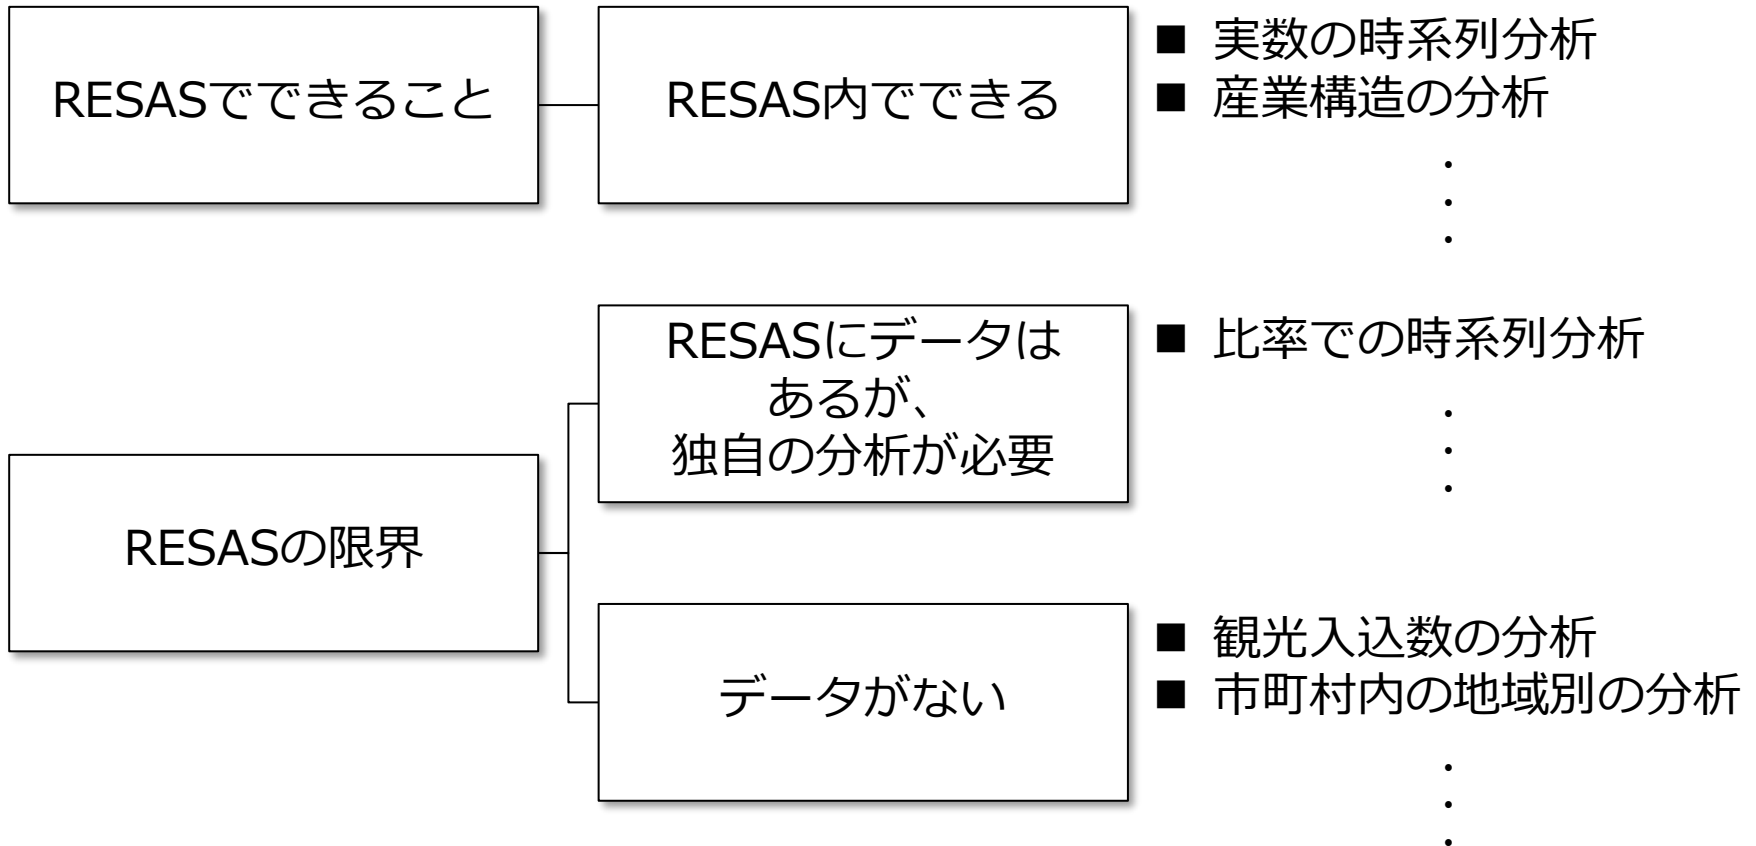 RESASでできること
RESAS内でできる
■ 実数の時系列分析
■ 産業構造の分析
・
・
・
RESASの限界
RESASにデータは
あるが、
独自の分析が必要
■ 比率での時系列分析
・
・
・
データがない
■ 観光入込数の分析
■ 市町村内の地域別の分析
・
・
・